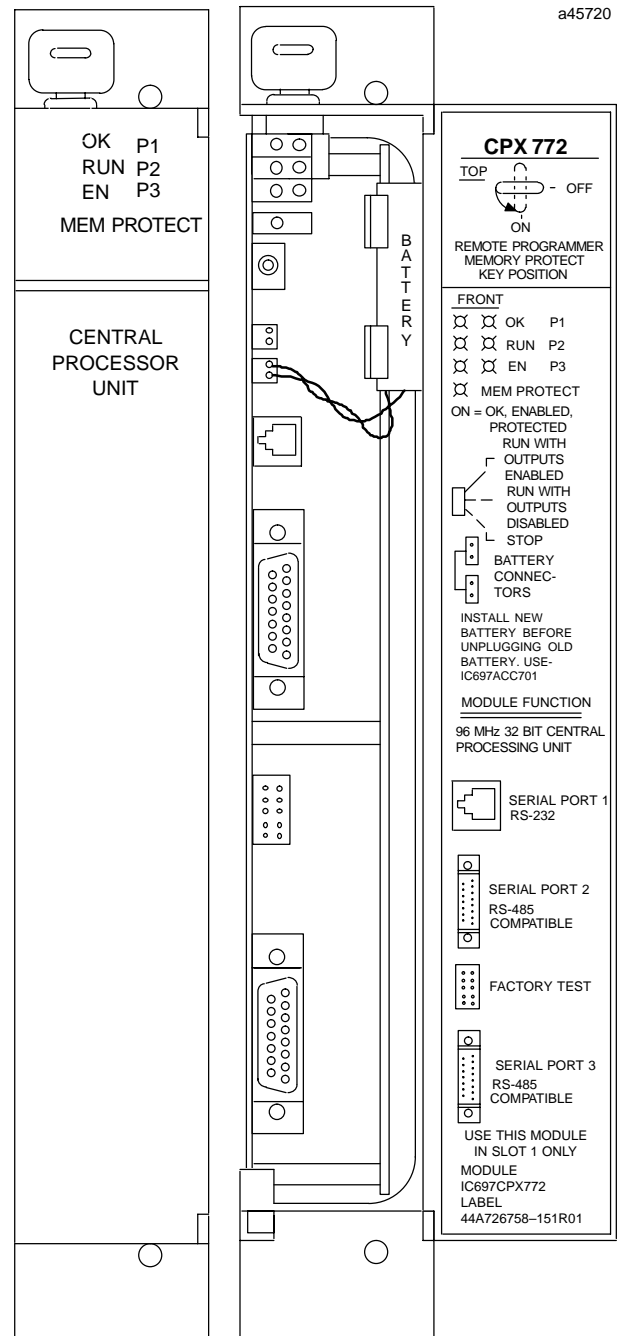 a45720
OK P1
RUN P2
EN P3
MEM PROTECT
CENTRAL
PROCESSOR
UNIT
BATTERY
CPX 772
TOP
OFF
ON
REMOTE PROGRAMMER
MEMORY PROTECT
KEY POSITION
FRONT
OK P1
RUN P2
EN P3
MEM PROTECT
ON = OK, ENABLED,
PROTECTED
RUN WITH
OUTPUTS
ENABLED
RUN WITH
OUTPUTS
DISABLED
STOP
BATTERY
CONNEC-
TORS
INSTALL NEW
BATTERY BEFORE
UNPLUGGING OLD
BATTERY. USE-
IC697ACC701
MODULE FUNCTION
96 MHz 32 BIT CENTRAL
PROCESSING UNIT
SERIAL PORT 1
RS-232
SERIAL PORT 2
RS-485
COMPATIBLE
FACTORY TEST
SERIAL PORT 3
RS-485
COMPATIBLE
USE THIS MODULE
IN SLOT 1 ONLY
MODULE
IC697CPX772
LABEL
44A726758–151R01